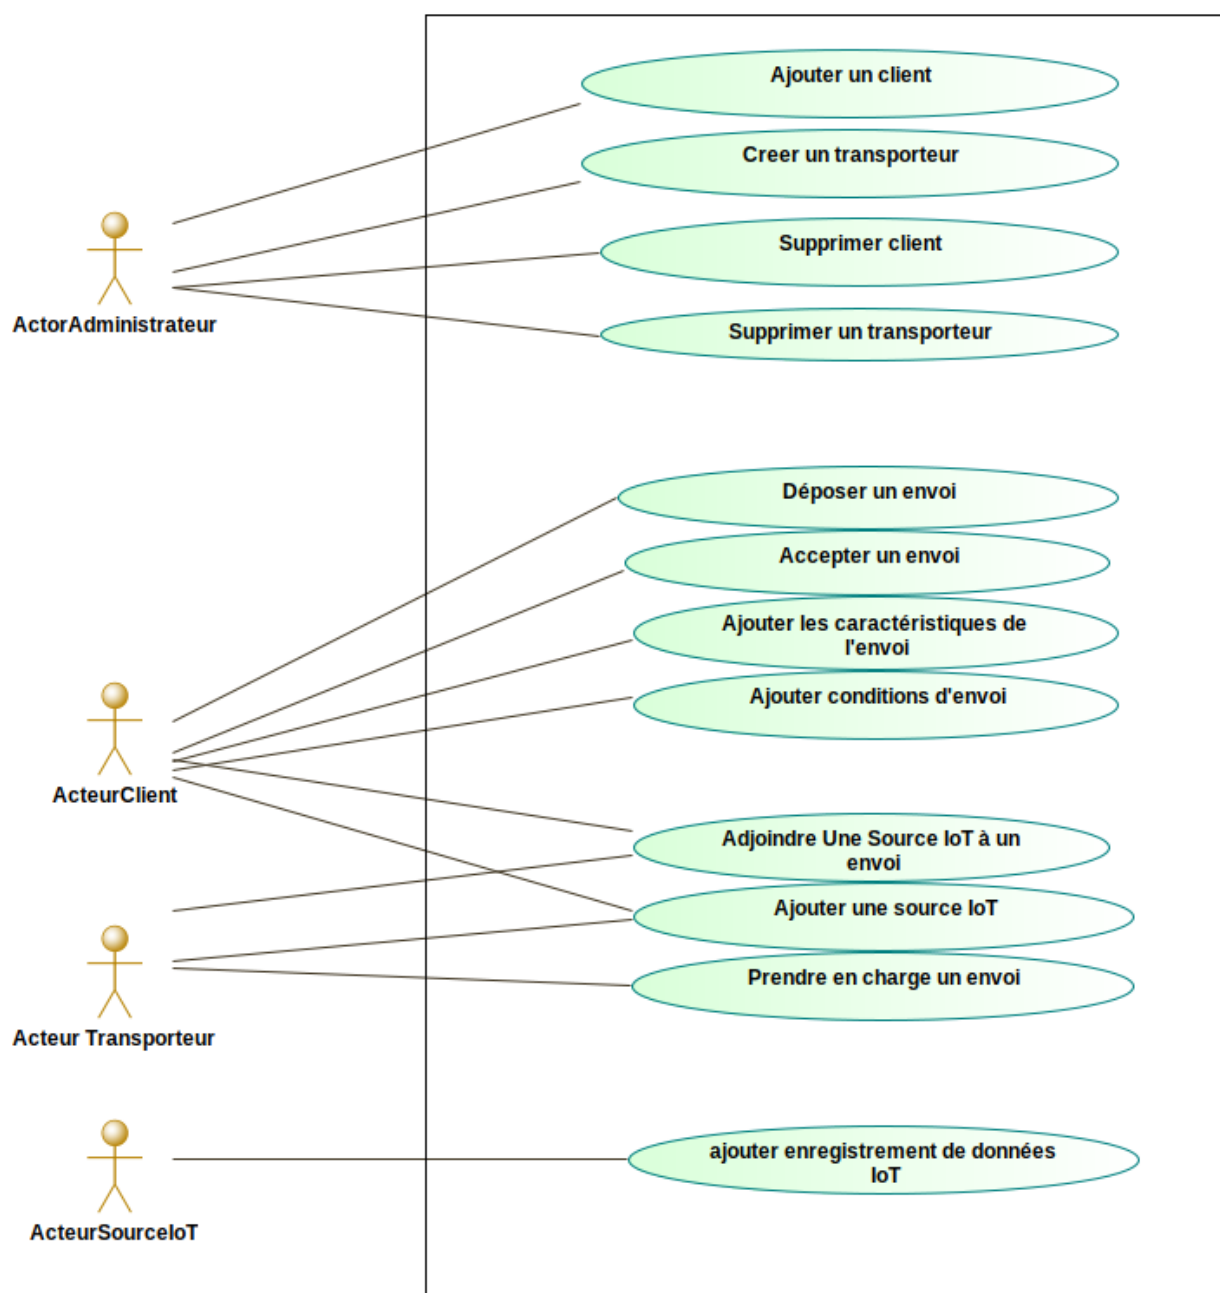 Ajouter un client
Creer un transporteur
Supprimer client
Supprimer un transporteur
ActorAdministrateur
Déposer un envoi
Accepter un envoi
Ajouter les caractéristiques de
l'envoi
Ajouter conditions d'envoi
ActeurClient
Adjoindre Une Source IoT à un
envoi
Ajouter une source IoT
Prendre en charge un envoi
Acteur Transporteur
ajouter enregistrement de données
IoT
ActeurSourceIoT